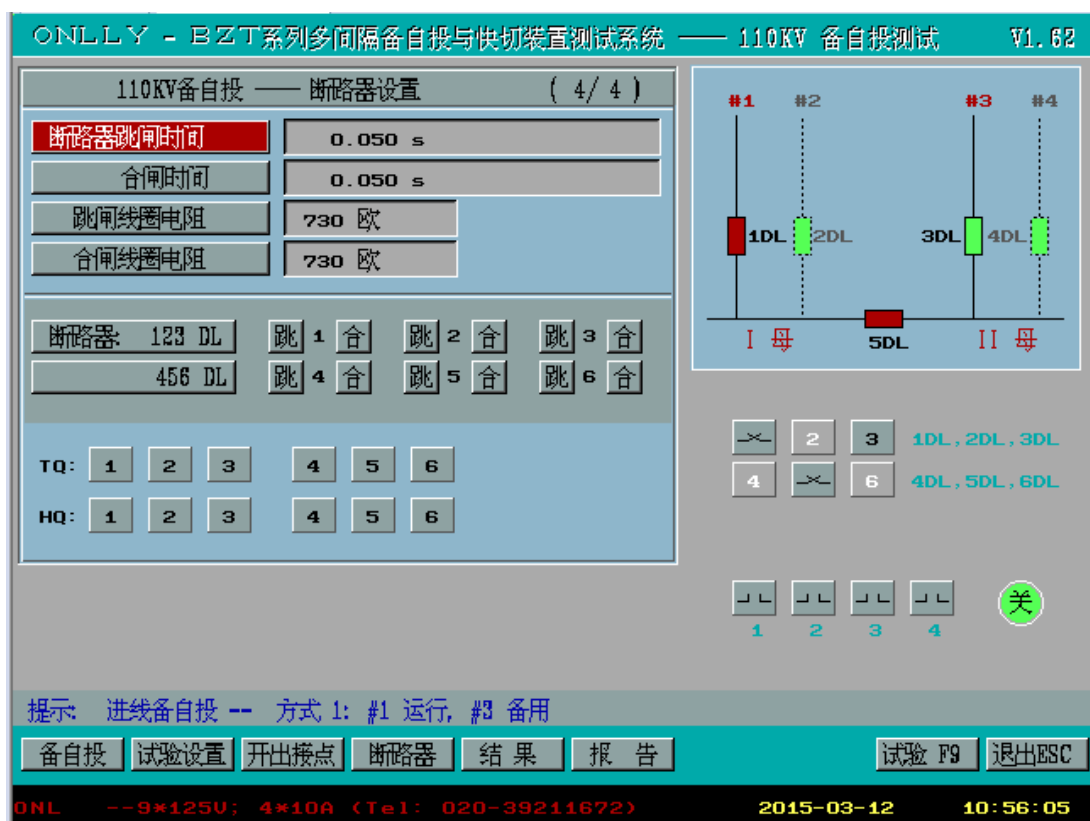 ONLLY - BZT系列多间隔备自投与快切装置测试系统 —— 110KV 备自投测试 V1.62
110KV备自投 —— 断路器设置 ( 4/ 4 )
断路器跳闸时间 0.050 s
合闸时间 0.050 s
跳闸线圈电阻 730 欧
合闸线圈电阻 730 欧
断路器: 123 DL 跳 1 合 跳 2 合 跳 3 合
456 DL 跳 4 合 跳 5 合 跳 6 合
TQ: 1 2 3 4 5 6
HQ: 1 2 3 4 5 6
#1 #2 #3 #4
1DL 2DL 3DL 4DL
I 母 5DL II 母
2 3 1DL,2DL,3DL
4 6 4DL,5DL,6DL
关
1 2 3 4
提示: 进线备自投 -- 方式 1: #1 运行, #3 备用
备自投 试验设置 开出接点 断路器 结 果 报 告 试验 F9 退出ESC
ONL --9*125V; 4*10A (Tel: 020-39211672) 2015-03-12 10:56:05